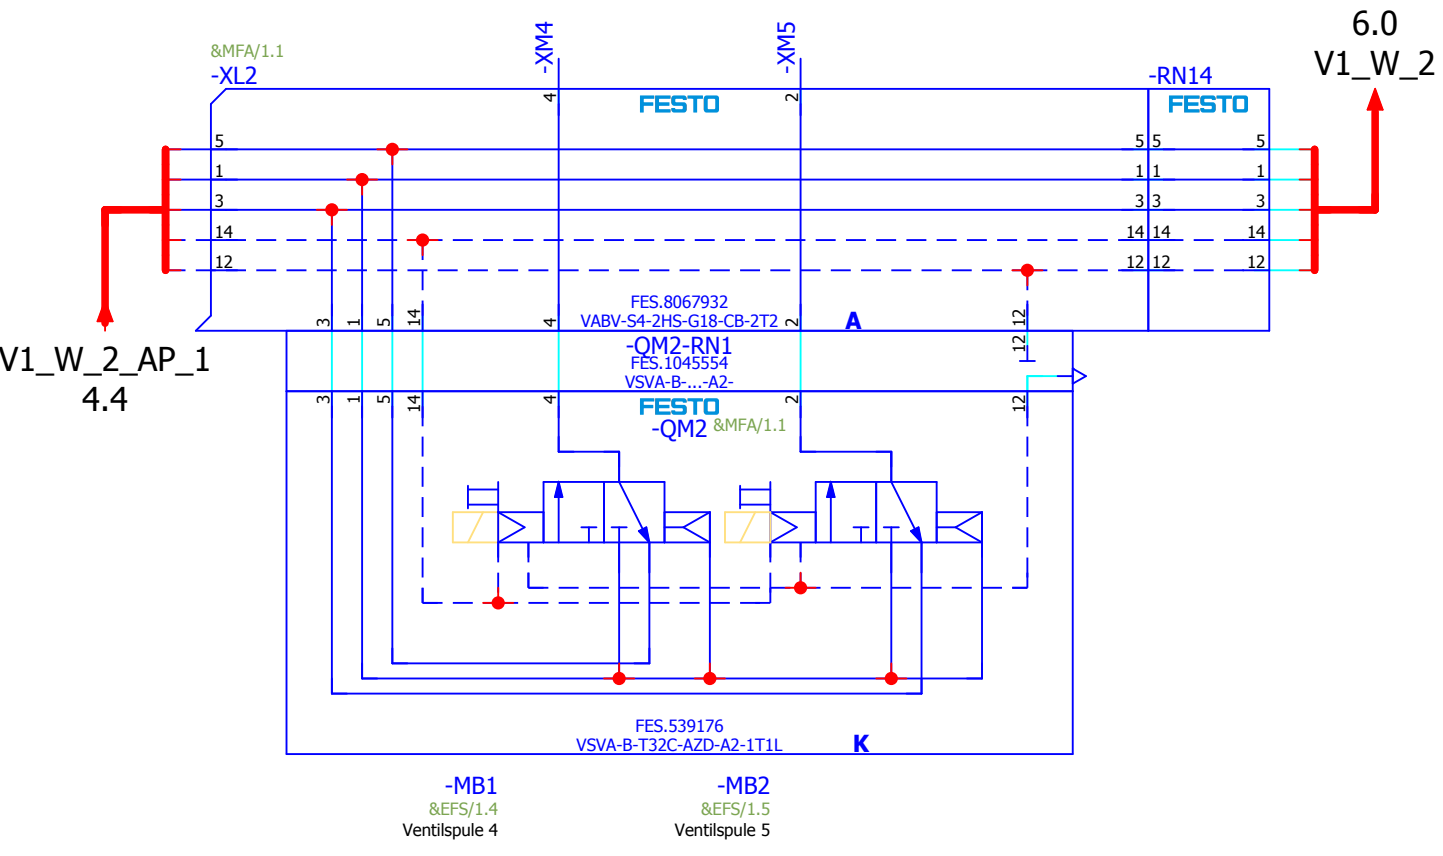 6.0
V1_W_2
-XM4
-XM5
&MFA/1.1
-XL2
-RN14
4
FESTO
2
FESTO
5
5 5
5
1
1 1
1
3
3 3
3
14
14 14
14
12
12 12
12
FES.8067932
3 1 5 14 4
VABV-S4-2HS-G18-CB-2T2
2
A
12
-QM2-RN1
12
V1_W_2_AP_1
FES.1045554
VSVA-B-...-A2-
4.4
3 1 5 14 4
FESTO
2
12
-QM2
&MFA/1.1
FES.539176
VSVA-B-T32C-AZD-A2-1T1L
K
-MB1
-MB2
&EFS/1.4
&EFS/1.5
Ventilspule 4
Ventilspule 5